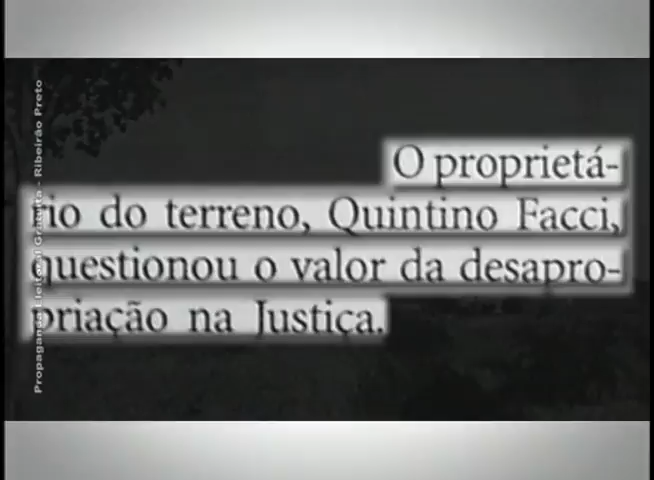 O proprietá-
rio do terreno, Quintino Facci,
questionou o valor da desapro-
priação na Justiça.
Propaganda Eleitoral Gratuita - Ribeirão Preto